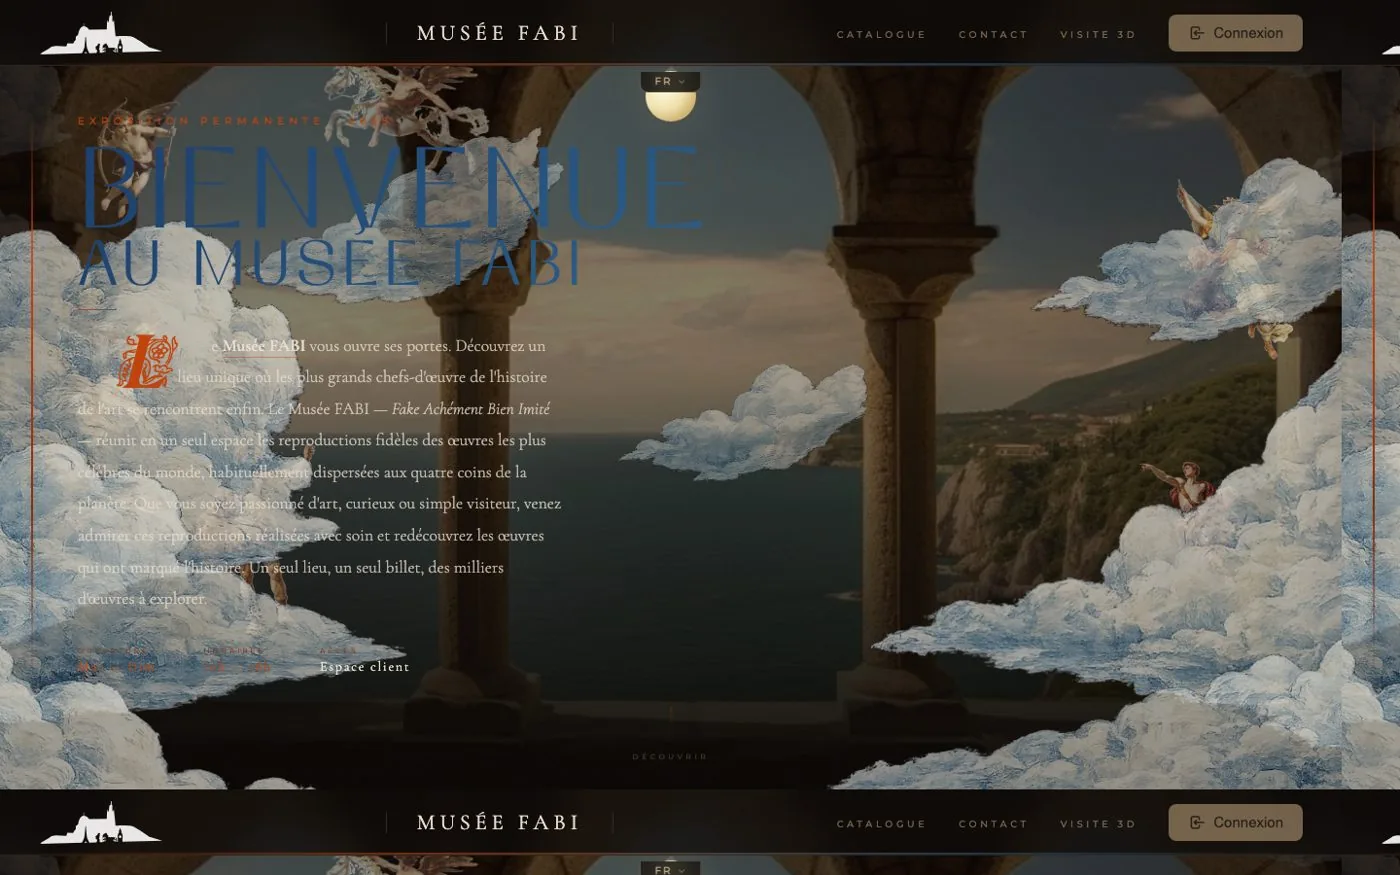 MUSÉE FABI
CATALOGUE
CONTACT
VISITE 3D
Connexion
FR
EXPOSITION PERMANENTE
BIENVENUE
AU MUSÉE FABI
Le Musée FABI vous ouvre ses portes. Découvrez un
lieu unique où les plus grands chefs-d'œuvre de l'histoire
de l'art se rencontrent enfin. Le Musée FABI — Fake Achément Bien Imité
— réunit en un seul espace les reproductions fidèles des œuvres les plus
célèbres du monde, habituellement dispersées aux quatre coins de la
planète. Que vous soyez passionné d'art, curieux ou simple visiteur, venez
admirer ces reproductions réalisées avec soin et redécouvrez les œuvres
qui ont marqué l'histoire. Un seul lieu, un seul billet, des milliers
d'œuvres à explorer.
HORAIRES
ACCÈS
Espace client
DÉCOUVRIR
MUSÉE FABI
CATALOGUE
CONTACT
VISITE 3D
Connexion
FR